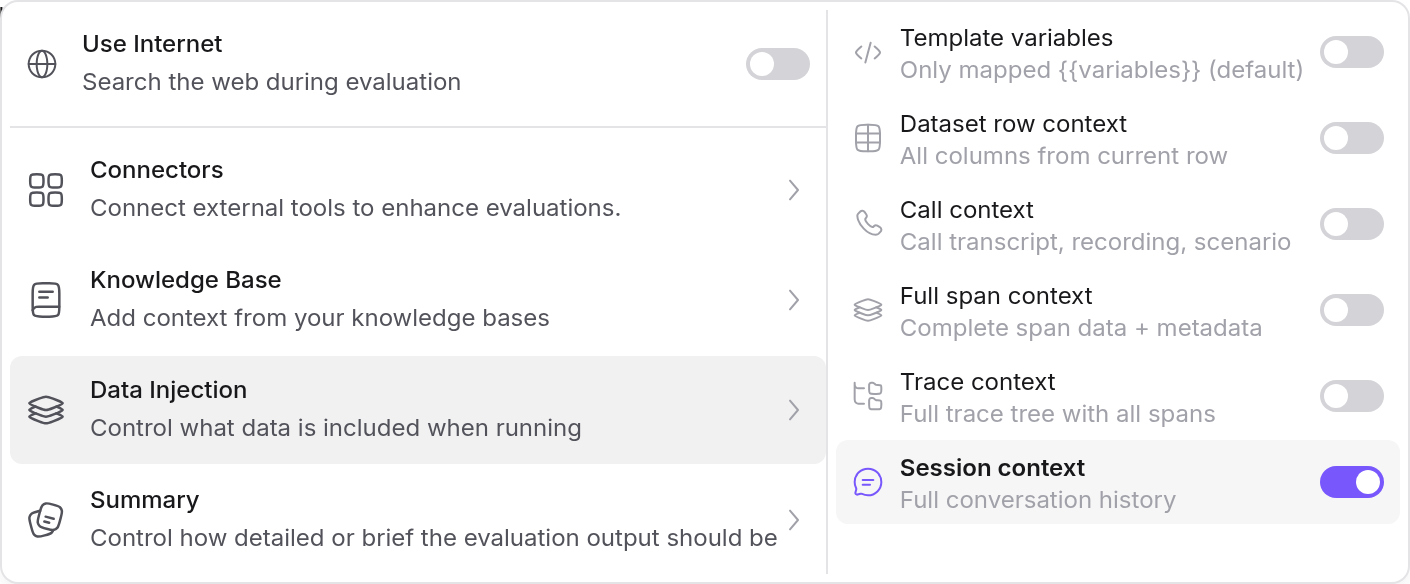 Use Internet
Search the web during evaluation
Connectors
Connect external tools to enhance evaluations.
Knowledge Base
Add context from your knowledge bases
Data Injection
Control what data is included when running
Summary
Control how detailed or brief the evaluation output should be
Template variables
Only mapped {{variables}} (default)
Dataset row context
All columns from current row
Call context
Call transcript, recording, scenario
Full span context
Complete span data + metadata
Trace context
Full trace tree with all spans
Session context
Full conversation history